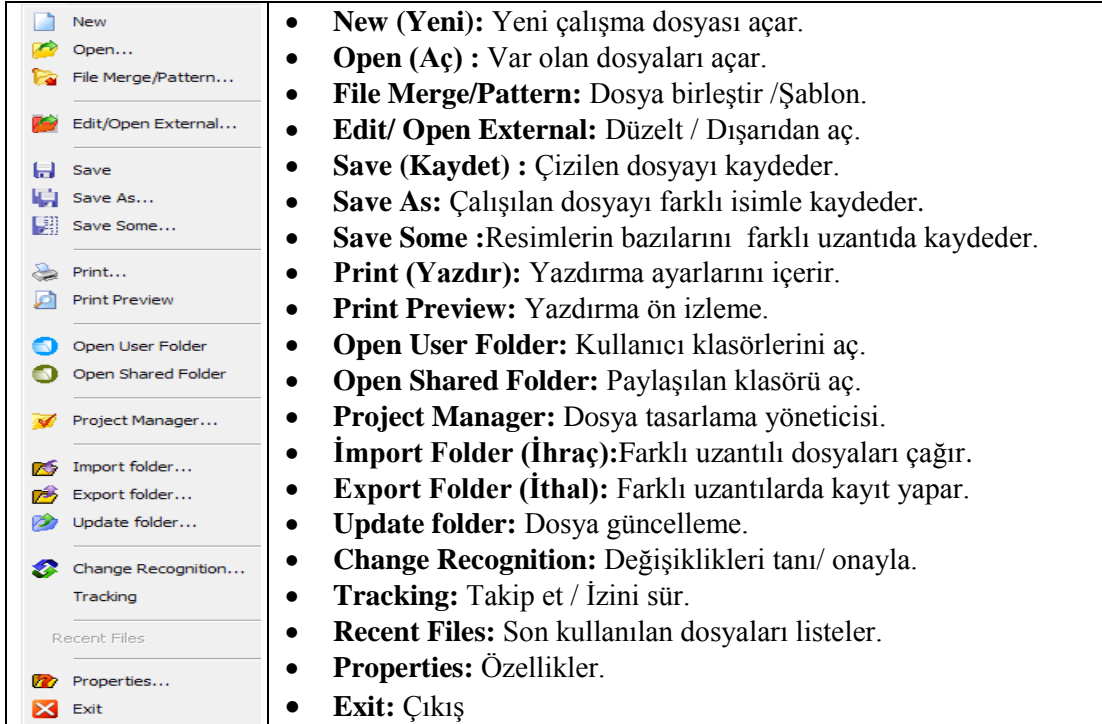 New
Open...
File Merge/Pattern...
Edit/Open External...
Save
Save As...
Save Some...
Print...
Print Preview
Open User Folder
Open Shared Folder
Project Manager...
Import folder...
Export folder...
Update folder...
Change Recognition...
Tracking
Recent Files
Properties...
Exit
• New (Yeni): Yeni çalışma dosyası açar.
• Open (Aç) : Var olan dosyaları açar.
• File Merge/Pattern: Dosya birleştir /Şablon.
• Edit/ Open External: Düzelt / Dışarıdan aç.
• Save (Kaydet) : Çizilen dosyayı kaydeder.
• Save As: Çalışılan dosyayı farklı isimle kaydeder.
• Save Some :Resimlerin bazılarını farklı uzantıda kaydeder.
• Print (Yazdır): Yazdırma ayarlarını içerir.
• Print Preview: Yazdırma ön izleme.
• Open User Folder: Kullanıcı klasörlerini aç.
• Open Shared Folder: Paylaşılan klasörü aç.
• Project Manager: Dosya tasarlama yöneticisi.
• İmport Folder (İhraç):Farklı uzantılı dosyaları çağır.
• Export Folder (İthal): Farklı uzantılarda kayıt yapar.
• Update folder: Dosya güncelleme.
• Change Recognition: Değişiklikleri tanı/ onayla.
• Tracking: Takip et / İzini sür.
• Recent Files: Son kullanılan dosyaları listeler.
• Properties: Özellikler.
• Exit: Çıkış